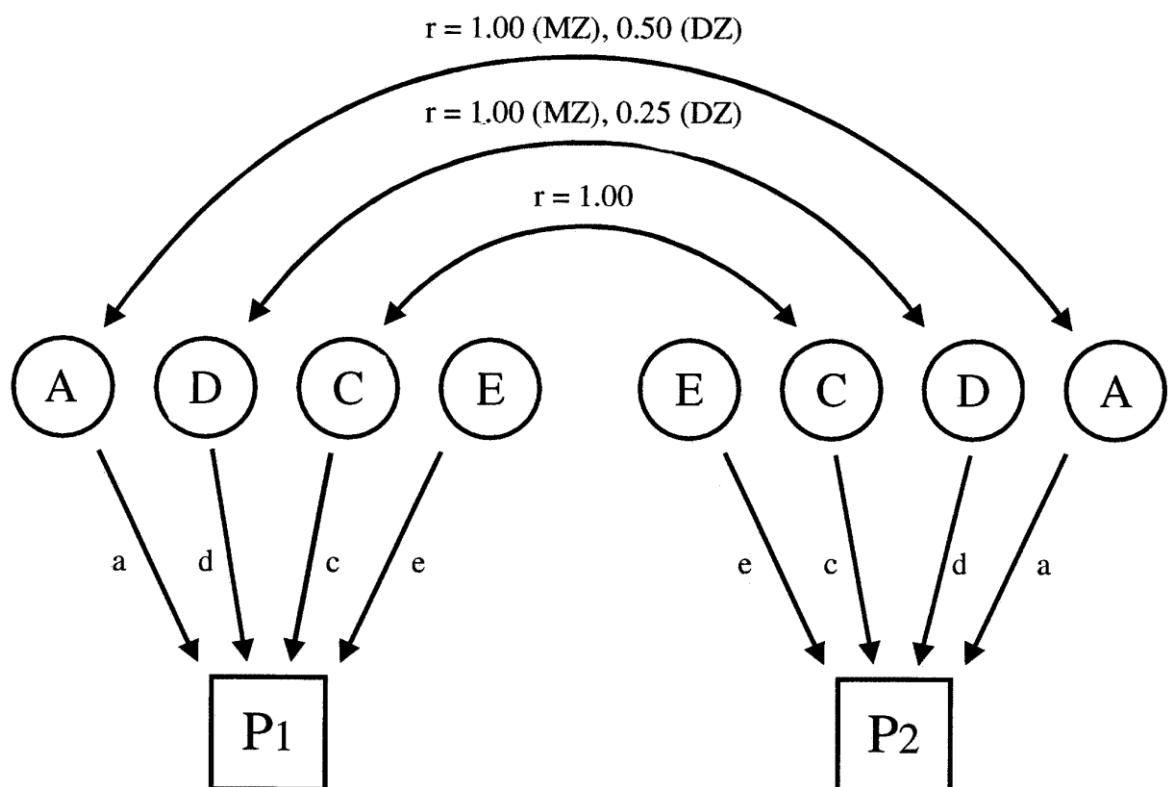 r = 1.00 (MZ), 0.50 (DZ)
r = 1.00 (MZ), 0.25 (DZ)
r = 1.00
A D C E E C D A
a d c e e c d a
P1 P2